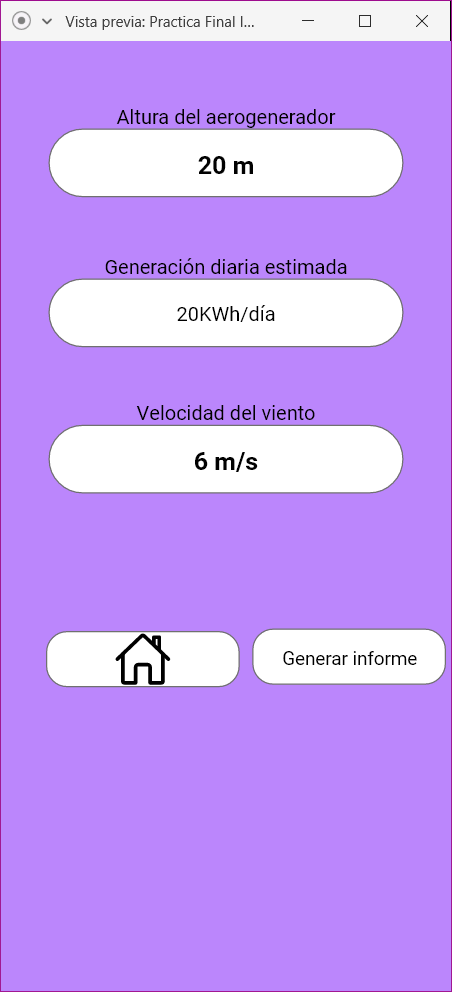 Vista previa: Practica Final I...
Altura del aerogenerador
20 m
Generación diaria estimada
20KWh/día
Velocidad del viento
6 m/s
Generar informe